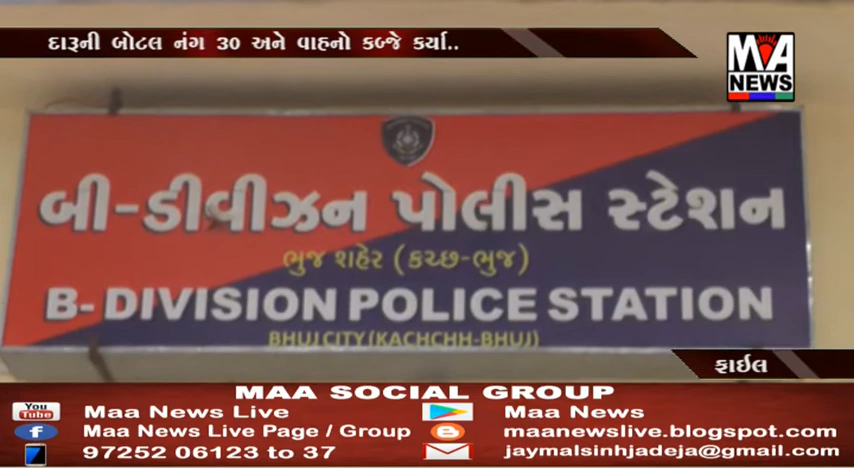 દારૂની બોટલ નંગ 30 અને વાહનો કબ્જે કર્યા..
MAA
NEWS
બી-ડીવીઝન પોલીસ સ્ટેશન
ભુજ શહેર (કચ્છ-ભુજ)
B- DIVISION POLICE STATION
BHUJ CITY (KACHCHH-BHUJ)
ફાઈલ
MAA SOCIAL GROUP
You Tube Maa News Live
Maa News
f Maa News Live Page / Group
maanewslive.blogspot.com
97252 06123 to 37
jaymalsinhjadeja@gmail.com